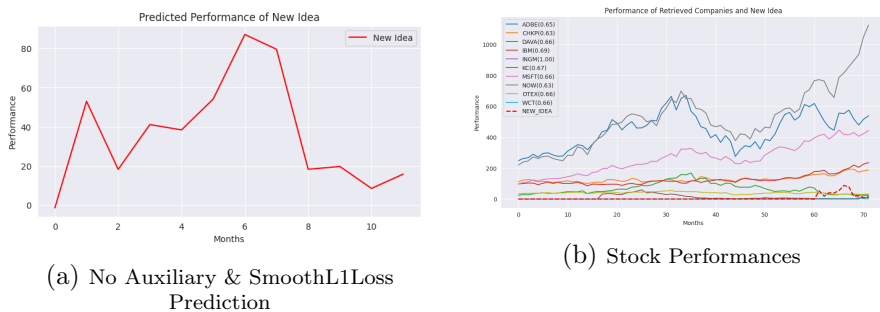 Predicted Performance of New Idea
New Idea
80
60
40
20
0
Performance
0 2 4 6 8 10
Months
(a) No Auxiliary & SmoothL1Loss
Prediction
Performance of Retrieved Companies and New Idea
ADBE(0.65)
CHKP(0.63)
DAVA(0.66)
IBM(0.69)
INGM(1.00)
KC(0.67)
MSFT(0.66)
NOW(0.63)
OTEX(0.66)
WCT(0.66)
NEW_IDEA
1000
800
600
400
200
0
Performance
0 10 20 30 40 50 60 70
Months
(b) Stock Performances